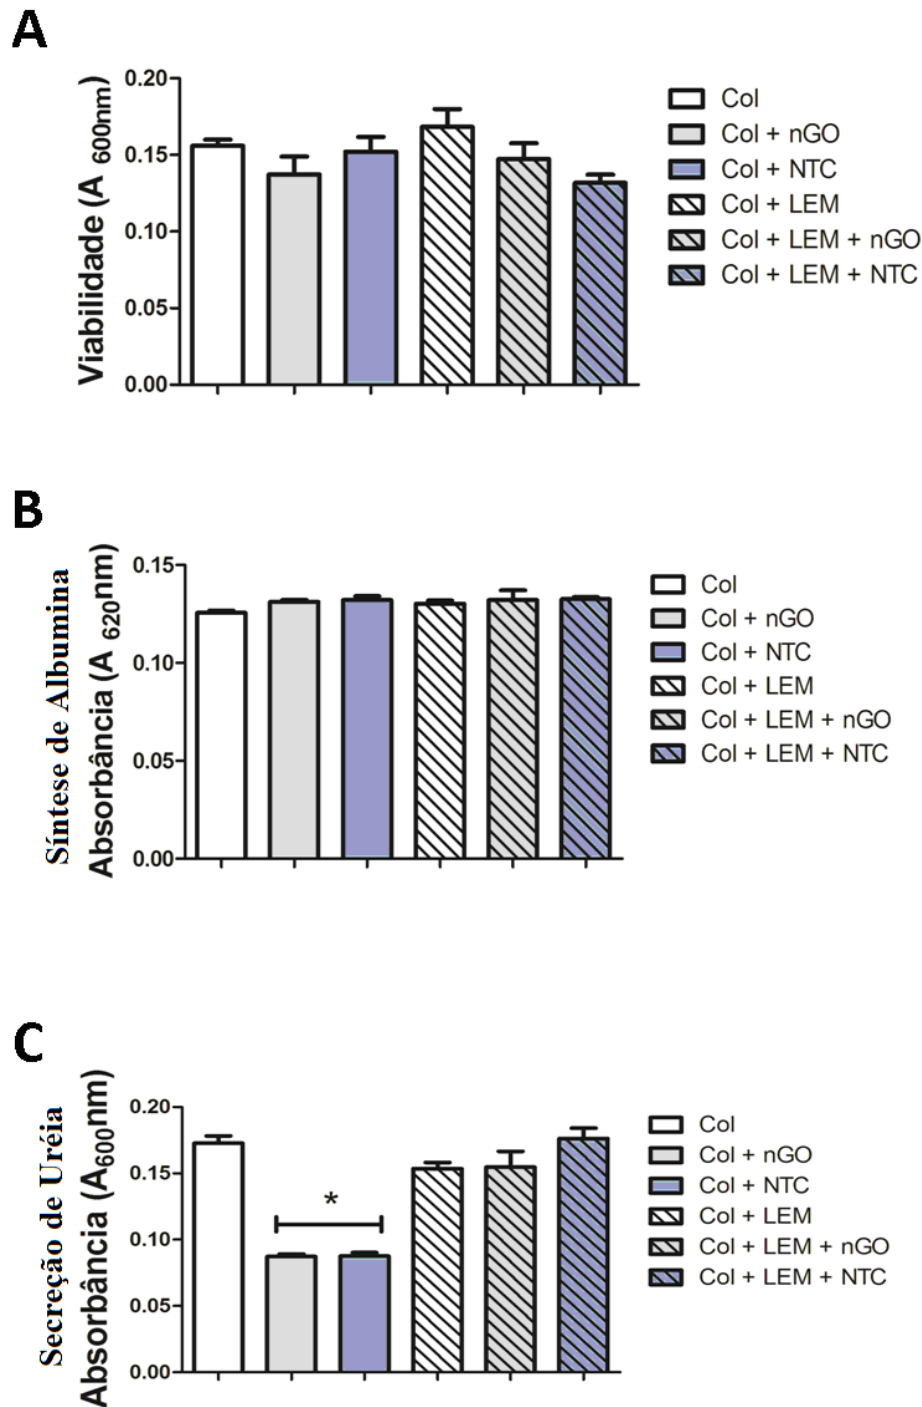 A
Viabilidade (A 600nm)
0.20
0.15
0.10
0.05
0.00
Col
Col + nGO
Col + NTC
Col + LEM
Col + LEM + nGO
Col + LEM + NTC
B
Síntese de Albumina
Absorbância (A 620nm)
0.15
0.10
0.05
0.00
Col
Col + nGO
Col + NTC
Col + LEM
Col + LEM + nGO
Col + LEM + NTC
C
Secreção de Uréia
Absorbância (A600nm)
0.20
0.15
0.10
0.05
0.00
*
Col
Col + nGO
Col + NTC
Col + LEM
Col + LEM + nGO
Col + LEM + NTC